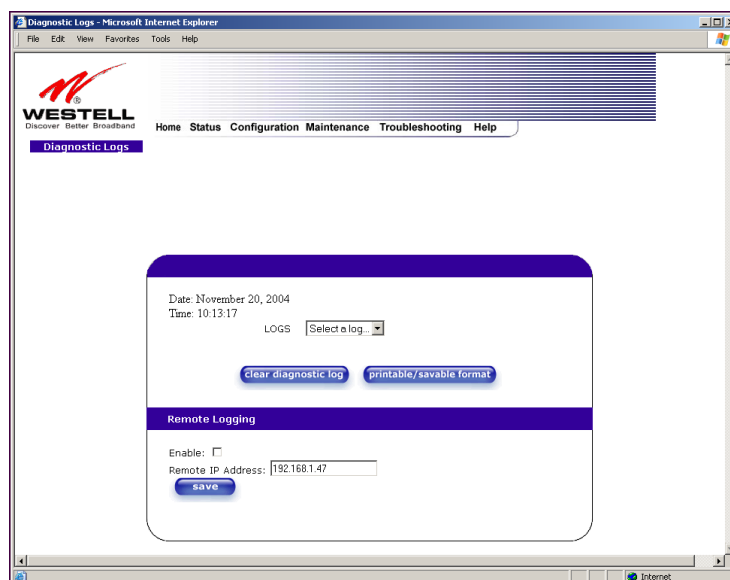 Diagnostic Logs - Microsoft Internet Explorer
File Edit View Favorites Tools Help
WESTELL
®
Discover Better Broadband
Home Status Configuration Maintenance Troubleshooting Help
Diagnostic Logs
Date: November 20, 2004
Time: 10:13:17
LOGS Select a log...
clear diagnostic log printable/savable format
Remote Logging
Enable:
Remote IP Address: 192.168.1.47
save
Internet